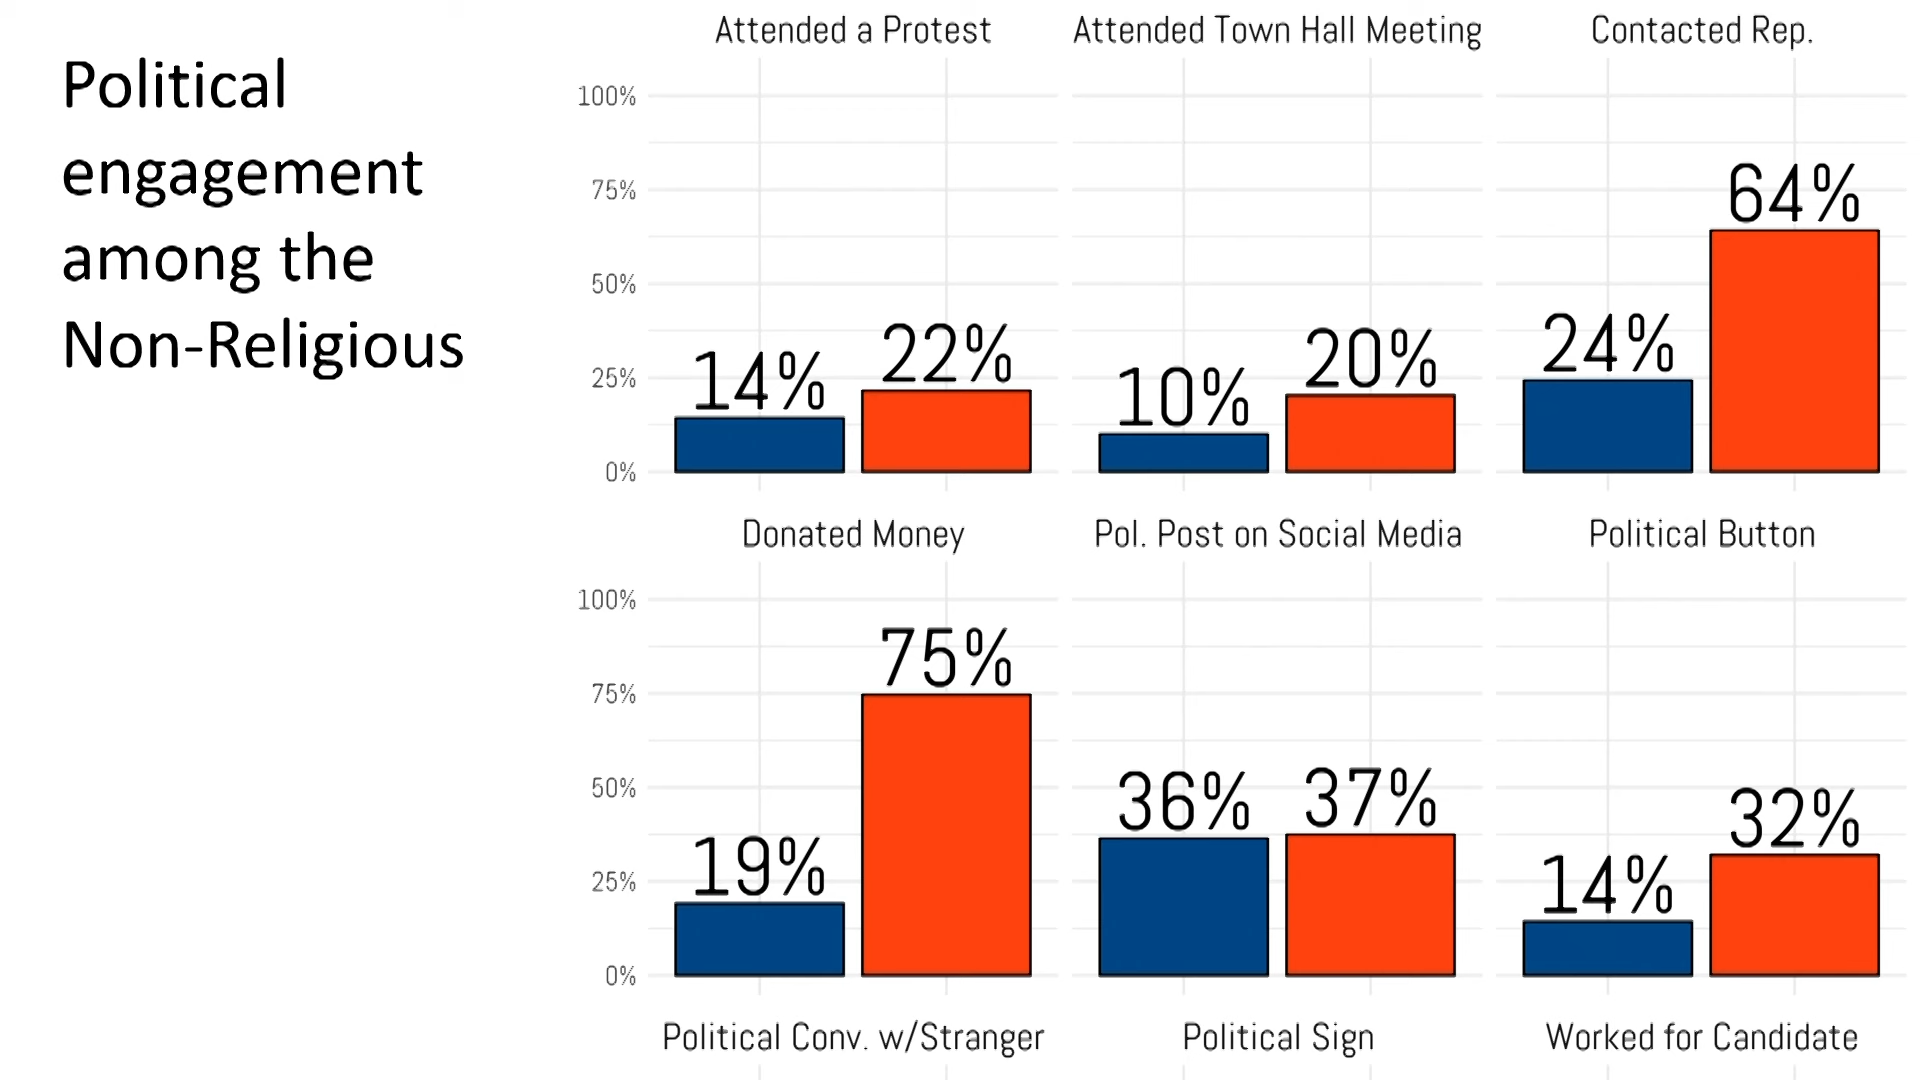 Political
engagement
among the
Non-Religious
Attended a Protest
Attended Town Hall Meeting
Contacted Rep.
100%
75%
50%
25%
0%
14%
22%
10%
20%
24%
64%
Donated Money
Pol. Post on Social Media
Political Button
100%
75%
50%
25%
0%
19%
75%
36%
37%
14%
32%
Political Conv. w/Stranger
Political Sign
Worked for Candidate